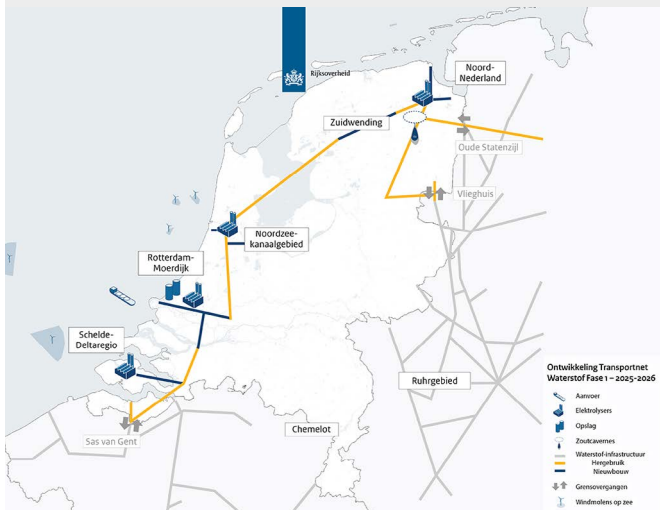 Rijksoverheid
Noord-
Nederland
Zuidwending
Oude Statenzijl
Vlieghuis
Noordzee-
kanaalgebied
Rotterdam-
Moerdijk
Schelde-
Deltaregio
Ruhrgebied
Sas van Gent
Chemelot
Ontwikkeling Transportnet
Waterstof Fase 1 – 2025-2026
Aanvoer
Elektrolysers
Opslag
Zoutcavernes
Waterstof-infrastructuur
Hergebruik
Nieuwbouw
Grensovergangen
Windmolens op zee